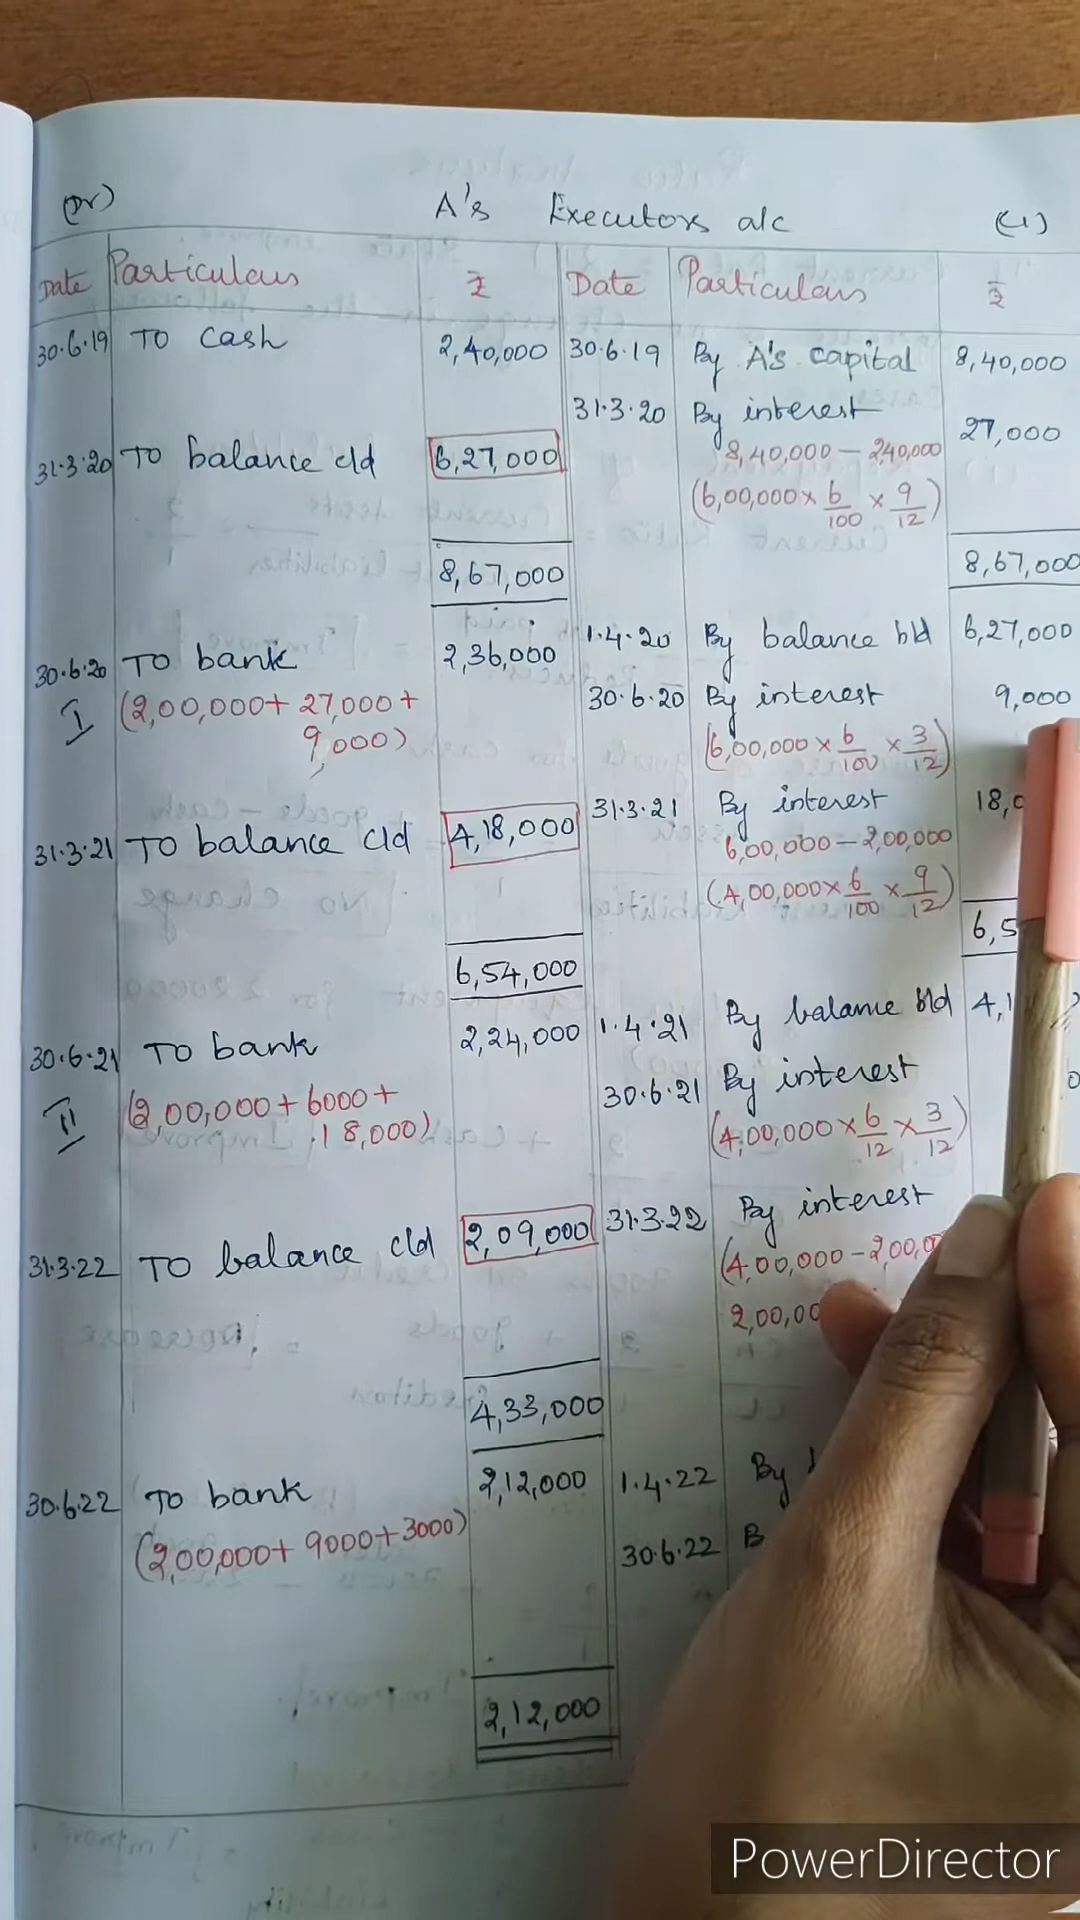 (Dr) A's Executors a/c
Date Particulars ₹ Date Particulars ₹
30.6.19 To cash 2,40,000 30.6.19 By A's capital 8,40,000
31.3.20 By interest 27,000
31.3.20 To balance c/d 6,27,000 8,40,000 – 240,000
(6,00,000 × 6/100 × 9/12)
8,67,000 8,67,000
30.6.20 To bank 2,36,000 1.4.20 By balance b/d 6,27,000
I (2,00,000 + 27,000 + 30.6.20 By interest 9,000
9,000) (6,00,000 × 6/100 × 3/12)
31.3.21 By interest
31.3.21 To balance c/d 4,18,000 6,00,000 – 2,00,000
(4,00,000 × 6/100 × 9/12)
6,54,000
30.6.21 To bank 2,24,000 1.4.21 By balance b/d
II (2,00,000 + 6000 + 30.6.21 By interest
18,000) (4,00,000 × 6/12 × 3/12)
31.3.22 To balance c/d 2,09,000 31.3.22 By interest
(4,00,000 –
4,33,000
30.6.22 To bank 2,12,000 1.4.22 By
(2,00,000 + 9000 + 3000) 30.6.22
2,12,000
PowerDirector